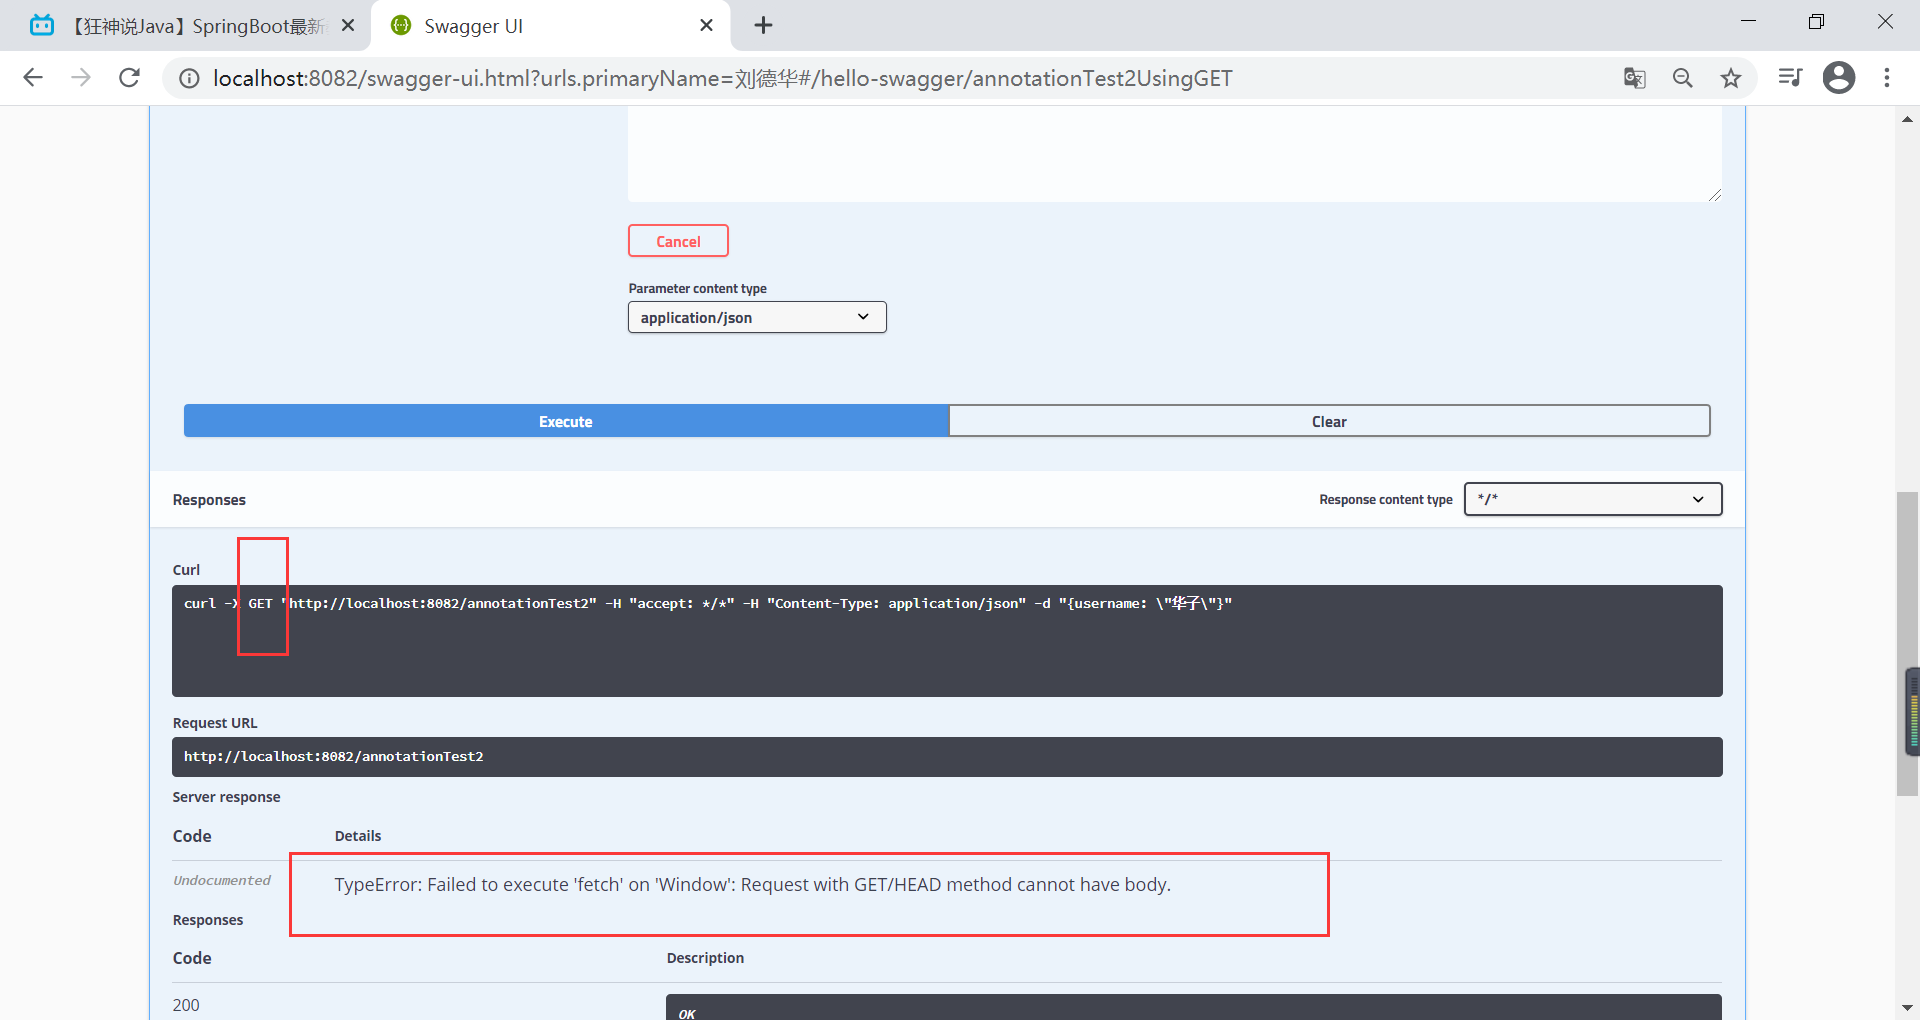 【狂神说Java】SpringBoot最新
Swagger UI
localhost:8082/swagger-ui.html?urls.primaryName=刘德华#/hello-swagger/annotationTest2UsingGET
Cancel
Parameter content type
application/json
Execute
Clear
Responses
Response content type
*/*
Curl
curl -X GET "http://localhost:8082/annotationTest2" -H "accept: */*" -H "Content-Type: application/json" -d "{username: \"华子\"}"
Request URL
http://localhost:8082/annotationTest2
Server response
Code
Details
Undocumented
TypeError: Failed to execute 'fetch' on 'Window': Request with GET/HEAD method cannot have body.
Responses
Code
Description
200
OK